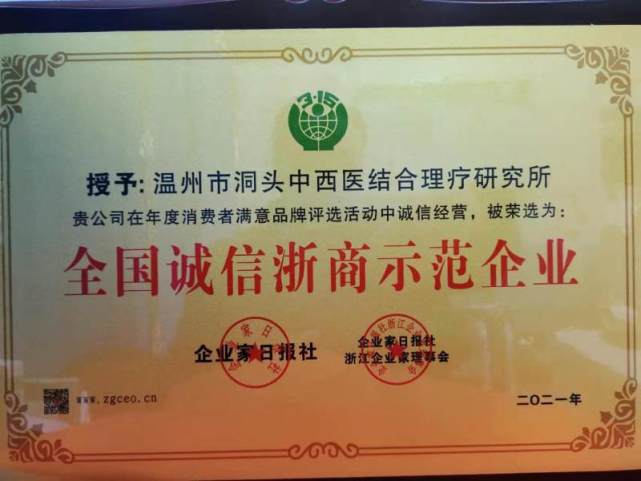 3·15
授予:温州市洞头中西医结合理疗研究所
贵公司在年度消费者满意品牌评选活动中诚信经营，被荣选为:
全国诚信浙商示范企业
企业家日报社
企业家日报社
浙江企业家理事会
www.zgceo.cn
二〇二一年